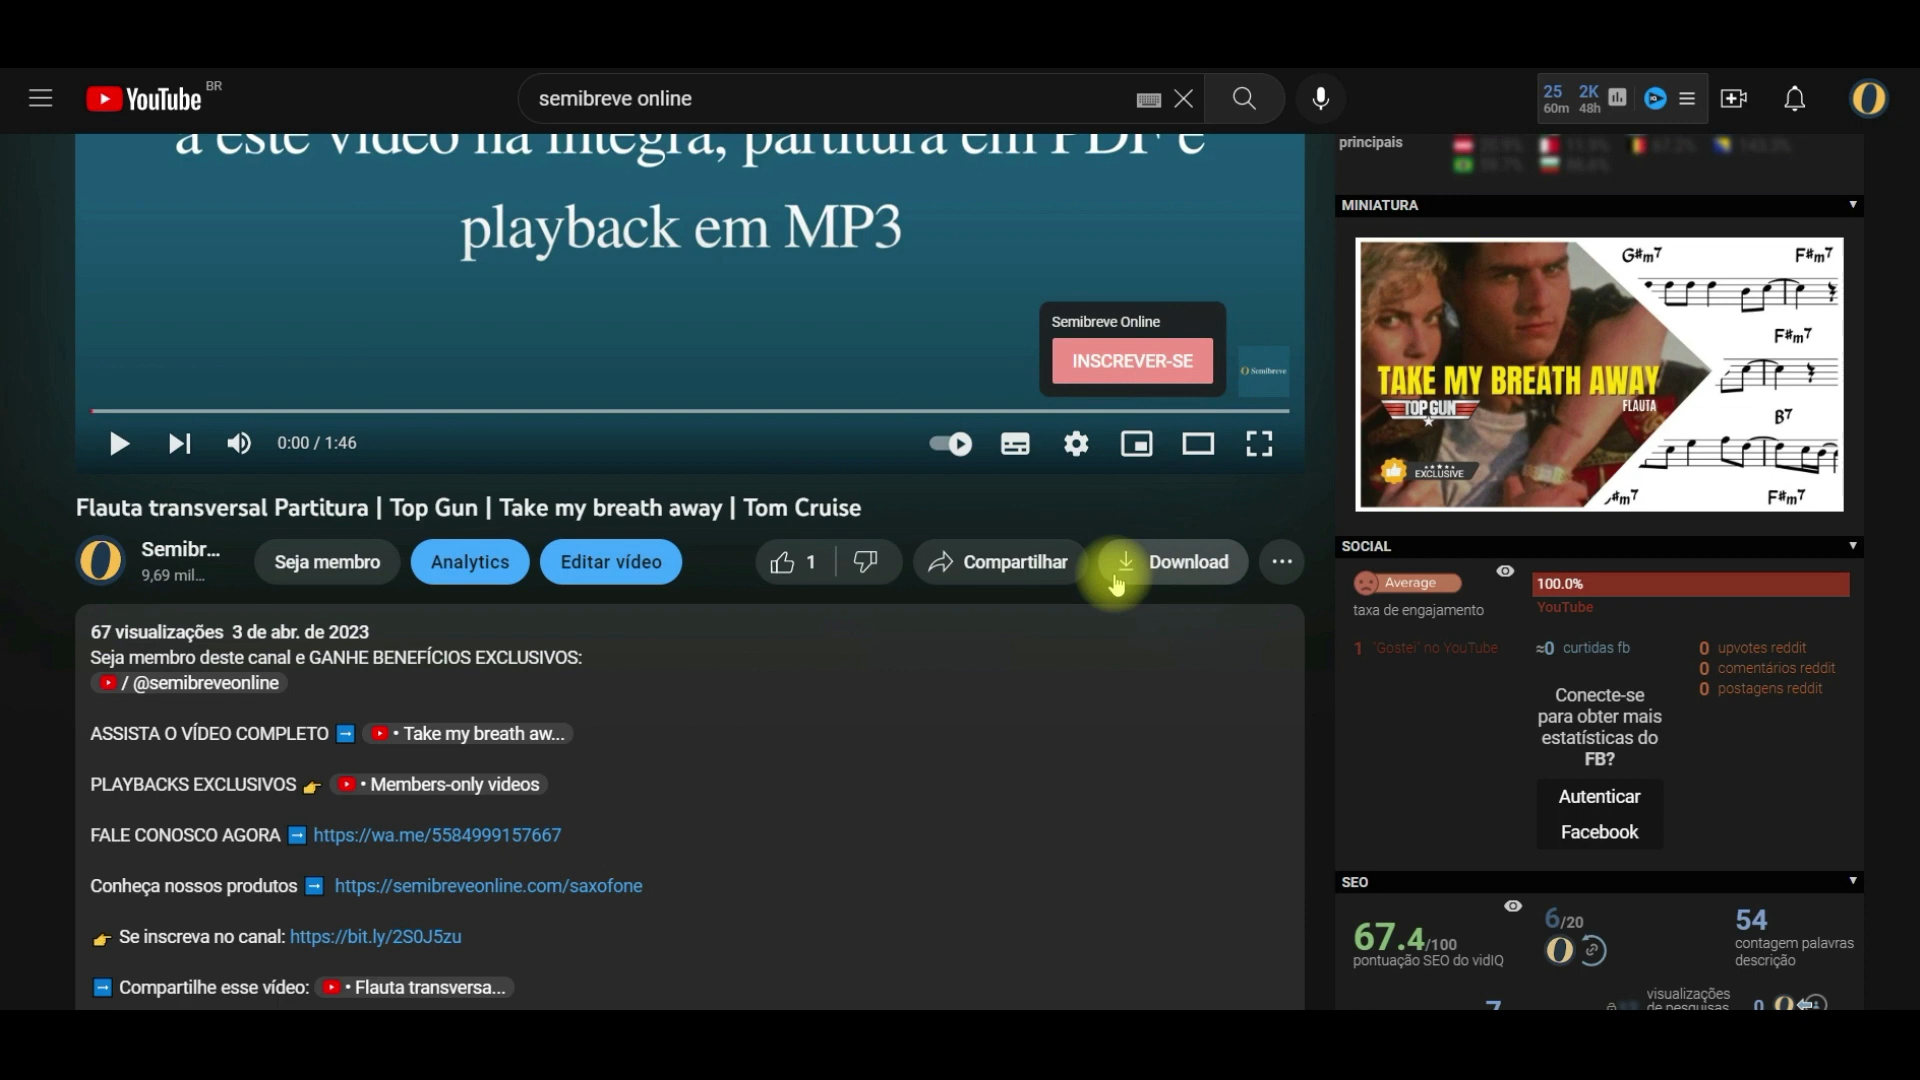 YouTube BR
semibreve online
25 60m
2K 48h
a este vídeo na íntegra, partitura em PDF e
playback em MP3
Semibreve Online
INSCREVER-SE
Semibreve
0:00 / 1:46
Flauta transversal Partitura | Top Gun | Take my breath away | Tom Cruise
Semibr...
9,69 mil...
Seja membro
Analytics
Editar vídeo
1
Compartilhar
Download
67 visualizações 3 de abr. de 2023
Seja membro deste canal e GANHE BENEFÍCIOS EXCLUSIVOS:
/ @semibreveonline
ASSISTA O VÍDEO COMPLETO ➡ • Take my breath aw...
PLAYBACKS EXCLUSIVOS 👉 • Members-only videos
FALE CONOSCO AGORA ➡ https://wa.me/5584999157667
Conheça nossos produtos ➡ https://semibreveonline.com/saxofone
👉 Se inscreva no canal: https://bit.ly/2S0J5zu
➡ Compartilhe esse vídeo: • Flauta transversa...
principais
MINIATURA
G#m7 F#m7
F#m7
TAKE MY BREATH AWAY
TOP GUN
FLAUTA
B7
EXCLUSIVE
#m7 F#m7
SOCIAL
Average
taxa de engajamento
100.0%
YouTube
1 "Gostei" no YouTube
≈0 curtidas fb
0 upvotes reddit
0 comentários reddit
0 postagens reddit
Conecte-se
para obter mais
estatísticas do
FB?
Autenticar
Facebook
SEO
67.4/100
pontuação SEO do vidIQ
6/20
54
contagem palavras
descrição
7
visualizações
de pesquisas
0